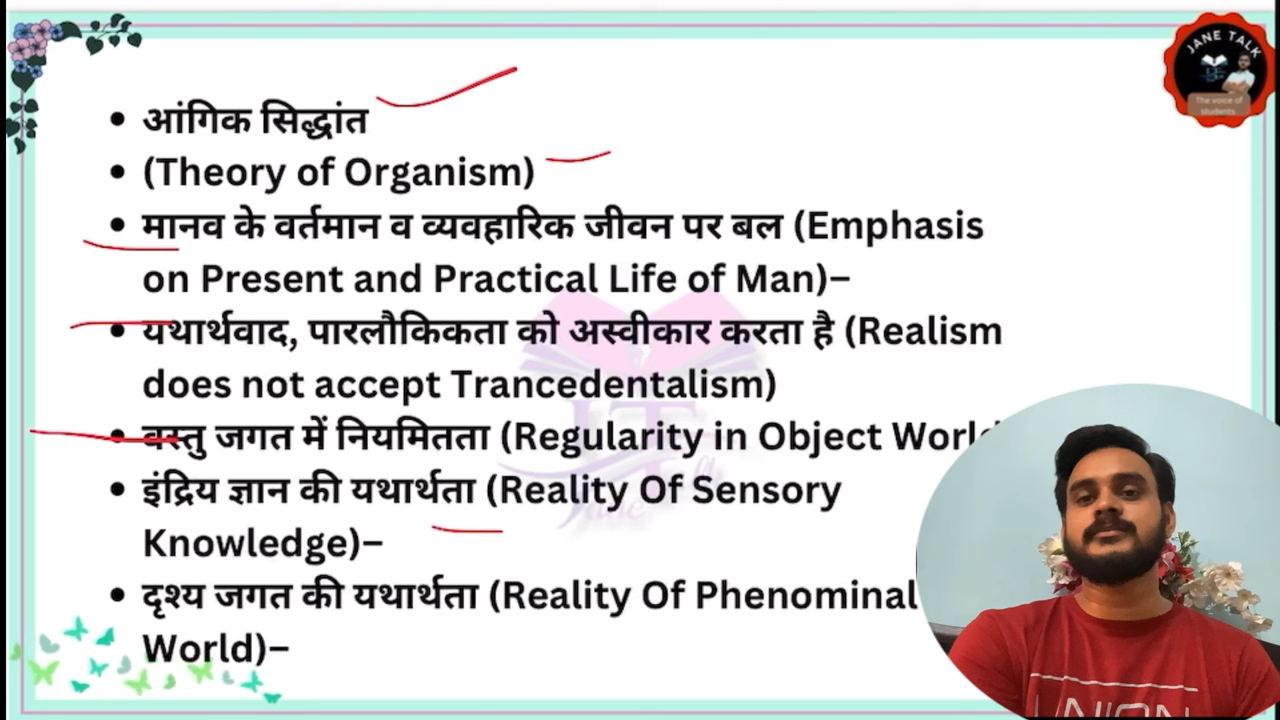 JANE TALK
The voice of
students
• आंगिक सिद्धांत
• (Theory of Organism)
• मानव के वर्तमान व व्यवहारिक जीवन पर बल (Emphasis
on Present and Practical Life of Man)–
• यथार्थवाद, पारलौकिकता को अस्वीकार करता है (Realism
does not accept Trancedentalism)
• वस्तु जगत में नियमितता (Regularity in Object
• इंद्रिय ज्ञान की यथार्थता (Reality Of Sensory
Knowledge)–
• दृश्य जगत की यथार्थता (Reality Of Phenominal
World)–